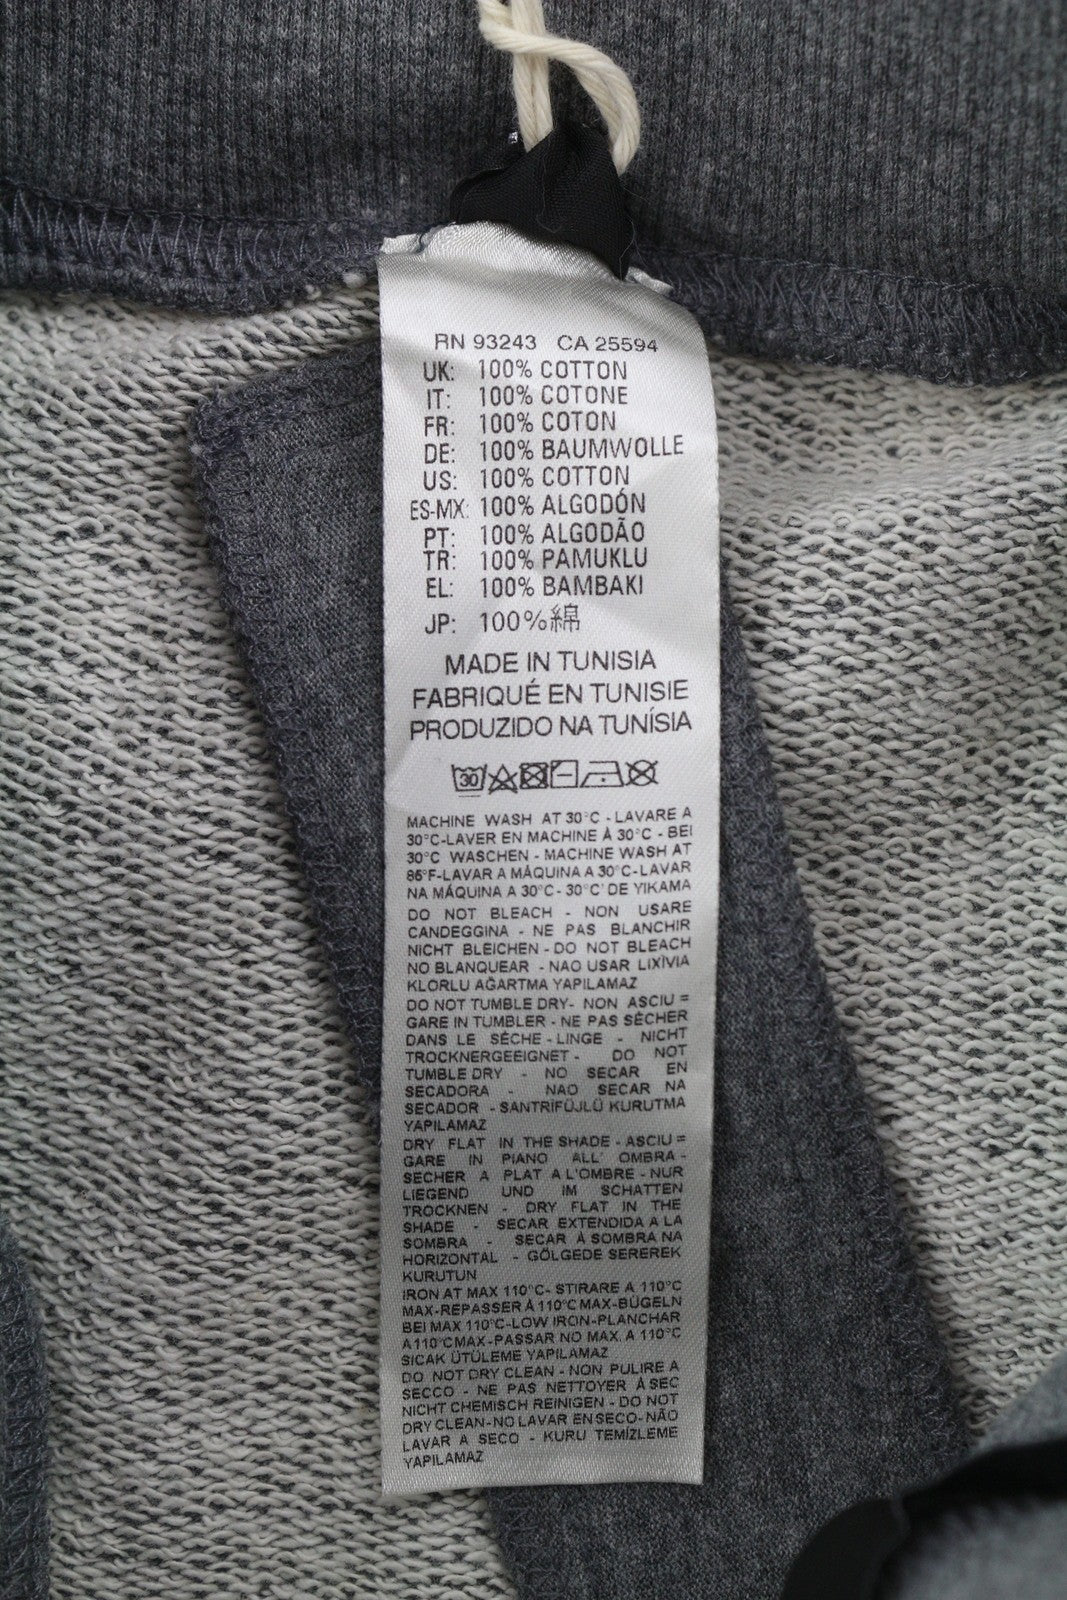 RN 93243 CA 25594
UK: 100% COTTON
IT: 100% COTONE
FR: 100% COTON
DE: 100% BAUMWOLLE
US: 100% COTTON
ES-MX: 100% ALGODÓN
PT: 100% ALGODÃO
TR: 100% PAMUKLU
EL: 100% BAMBAKI
JP: 100%綿
MADE IN TUNISIA
FABRIQUÉ EN TUNISIE
PRODUZIDO NA TUNÍSIA
30
MACHINE WASH AT 30°C - LAVARE A
30°C-LAVER EN MACHINE À 30°C - BEI
30°C WASCHEN - MACHINE WASH AT
86°F-LAVAR A MÁQUINA A 30°C-LAVAR
NA MÁQUINA A 30°C- 30°C' DE YIKAMA
DO NOT BLEACH - NON USARE
CANDEGGINA - NE PAS BLANCHIR
NICHT BLEICHEN - DO NOT BLEACH
NO BLANQUEAR - NAO USAR LIXÍVIA
KLORLU AĞARTMA YAPILAMAZ
DO NOT TUMBLE DRY- NON ASCIU =
GARE IN TUMBLER - NE PAS SÉCHER
DANS LE SÈCHE - LINGE - NICHT
TROCKNERGEEIGNET - DO NOT
TUMBLE DRY - NO SECAR EN
SECADORA - NAO SECAR NA
SECADOR - SANTRİFÜJLÜ KURUTMA
YAPILAMAZ
DRY FLAT IN THE SHADE - ASCIU =
GARE IN PIANO ALL' OMBRA -
SECHER A PLAT A L'OMBRE - NUR
LIEGEND UND IM SCHATTEN
TROCKNEN - DRY FLAT IN THE
SHADE - SECAR EXTENDIDA A LA
SOMBRA - SECAR À SOMBRA NA
HORIZONTAL - GÖLGEDE SEREREK
KURUTUN
IRON AT MAX 110°C- STIRARE A 110°C
MAX-REPASSER À 110°C MAX-BÜGELN
BEI MAX 110°C-LOW IRON-PLANCHAR
A 110°C MAX-PASSAR NO MAX. A 110°C
SICAK ÜTÜLEME YAPILAMAZ
DO NOT DRY CLEAN - NON PULIRE A
SECCO - NE PAS NETTOYER À SEC
NICHT CHEMISCH REINIGEN - DO NOT
DRY CLEAN-NO LAVAR EN SECO-NÃO
LAVAR A SECO - KURU TEMİZLEME
YAPILAMAZ